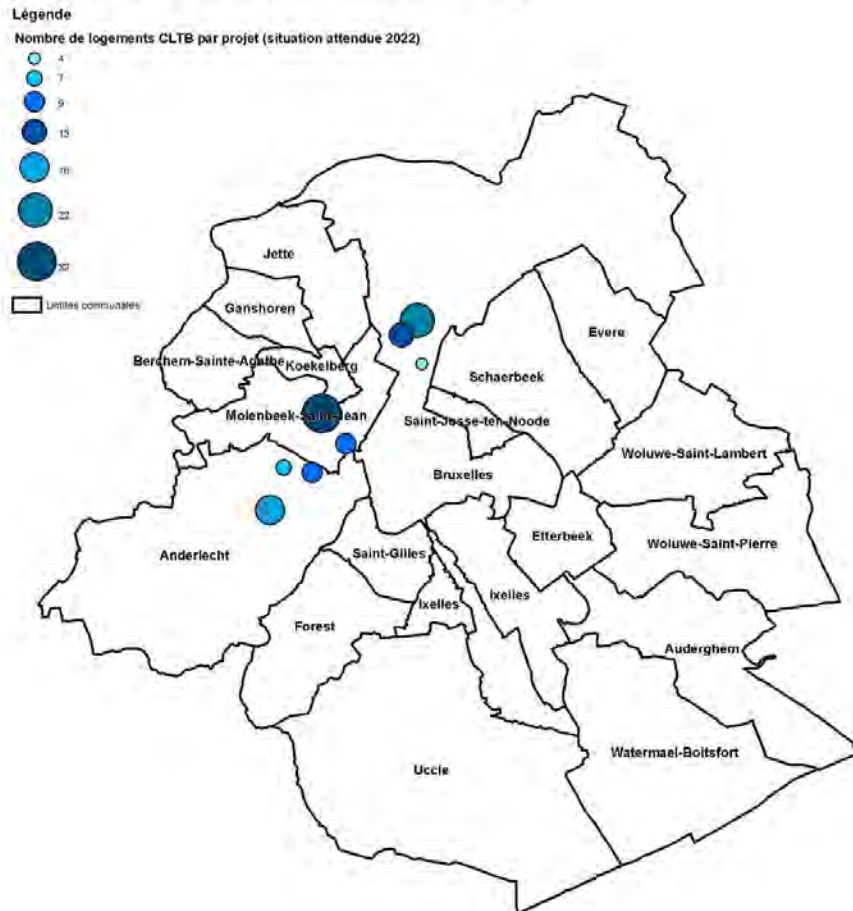 Légende
Nombre de logements CLTB par projet (situation attendue 2022)
4
7
9
13
16
22
32
Limites communales
Jette
Ganshoren
Evere
Berchem-Sainte-Agathe
Koekelberg
Schaerbeek
Molenbeek-Saint-Jean
Saint-Josse-ten-Noode
Woluwe-Saint-Lambert
Bruxelles
Etterbeek
Woluwe-Saint-Pierre
Anderlecht
Saint-Gilles
Ixelles
Ixelles
Forest
Auderghem
Watermael-Boitsfort
Uccle